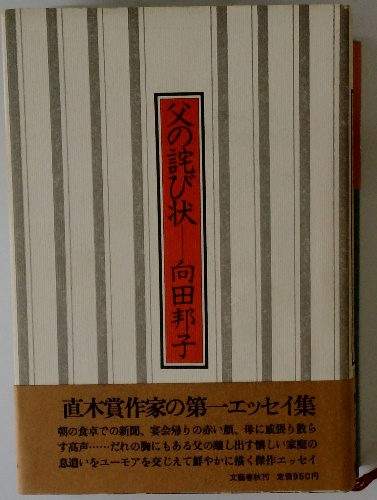 父の詫び状──向田邦子
直木賞作家の第一エッセイ集
朝の食卓での新聞、宴会帰りの赤い顔、母に威張り散ら
す高声……だれの胸にもある父の醸し出す懐しい家庭の
息遣いをユーモアを交じえて鮮やかに描く傑作エッセイ
文藝春秋刊 定価950円